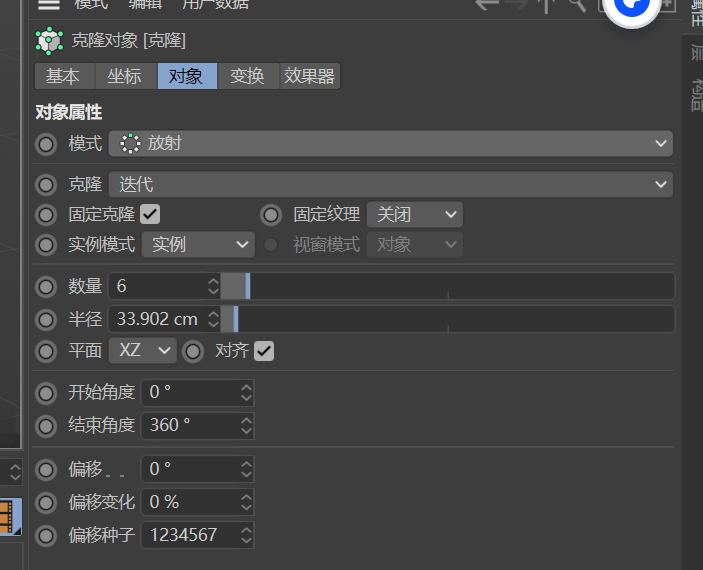 模式 编辑 用户数据
属性
层
构造
克隆对象 [克隆]
基本 坐标 对象 变换 效果器
对象属性
模式 放射
克隆 迭代
固定克隆 固定纹理 关闭
实例模式 实例 视窗模式 对象
数量 6
半径 33.902 cm
平面 XZ 对齐
开始角度 0 °
结束角度 360 °
偏移 . . 0 °
偏移变化 0 %
偏移种子 1234567